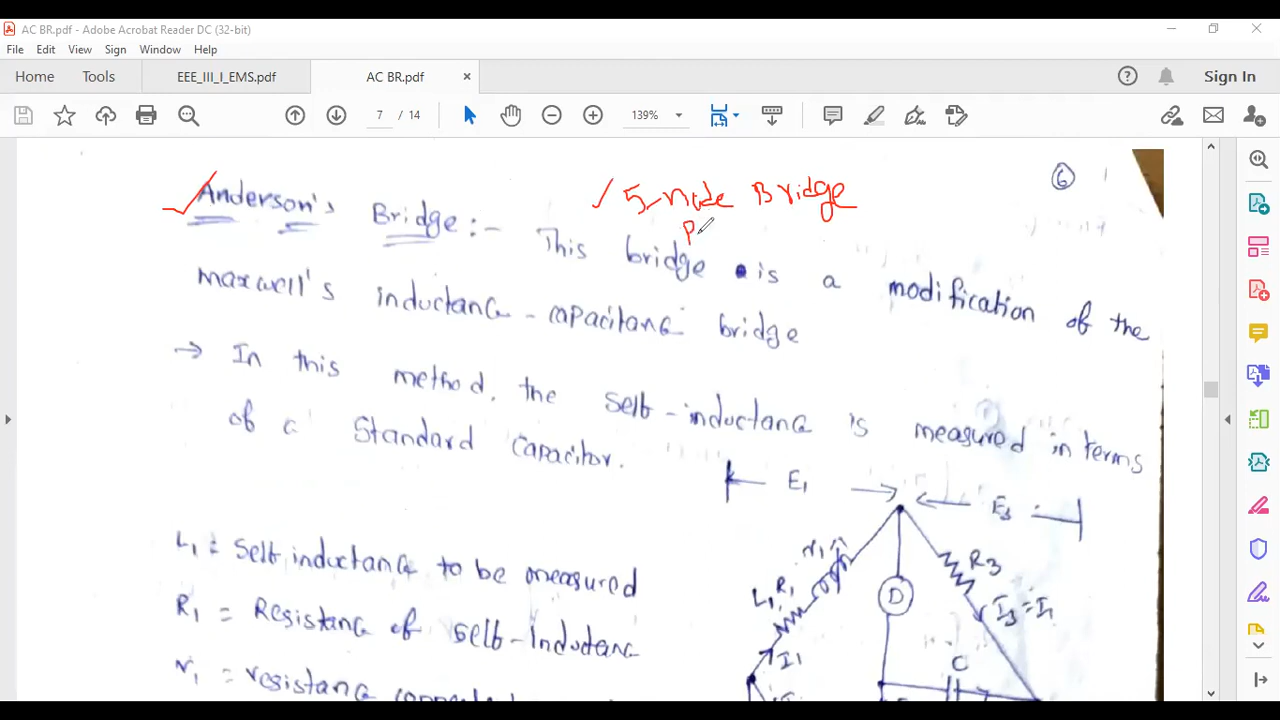 AC BR.pdf - Adobe Acrobat Reader DC (32-bit)
File Edit View Sign Window Help
Home Tools EEE_III_I_EMS.pdf AC BR.pdf × Sign In
7 / 14 139%
6
✓ 5-node Bridge
P
Anderson's Bridge :- This bridge is a modification of the
maxwell's inductance - capacitance bridge
→ In this method, the self-inductance is measured in terms
of a Standard Capacitor.
E1 E3
L1 = Self inductance to be measured
R1 = Resistance of self-inductance
r1 = resistance connected
L1 R1 r1
R3
D
I3 = I1
I1
C